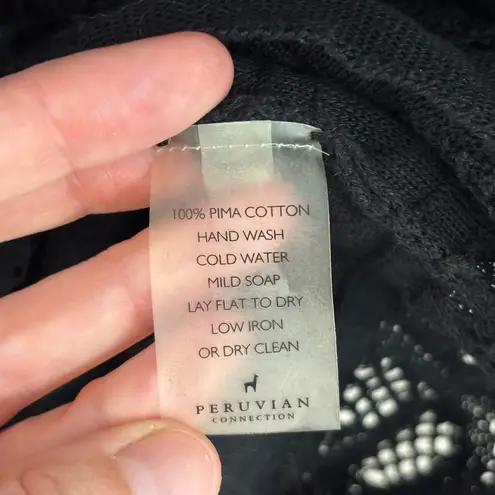 100% PIMA COTTON
HAND WASH
COLD WATER
MILD SOAP
LAY FLAT TO DRY
LOW IRON
OR DRY CLEAN
PERUVIAN
CONNECTION